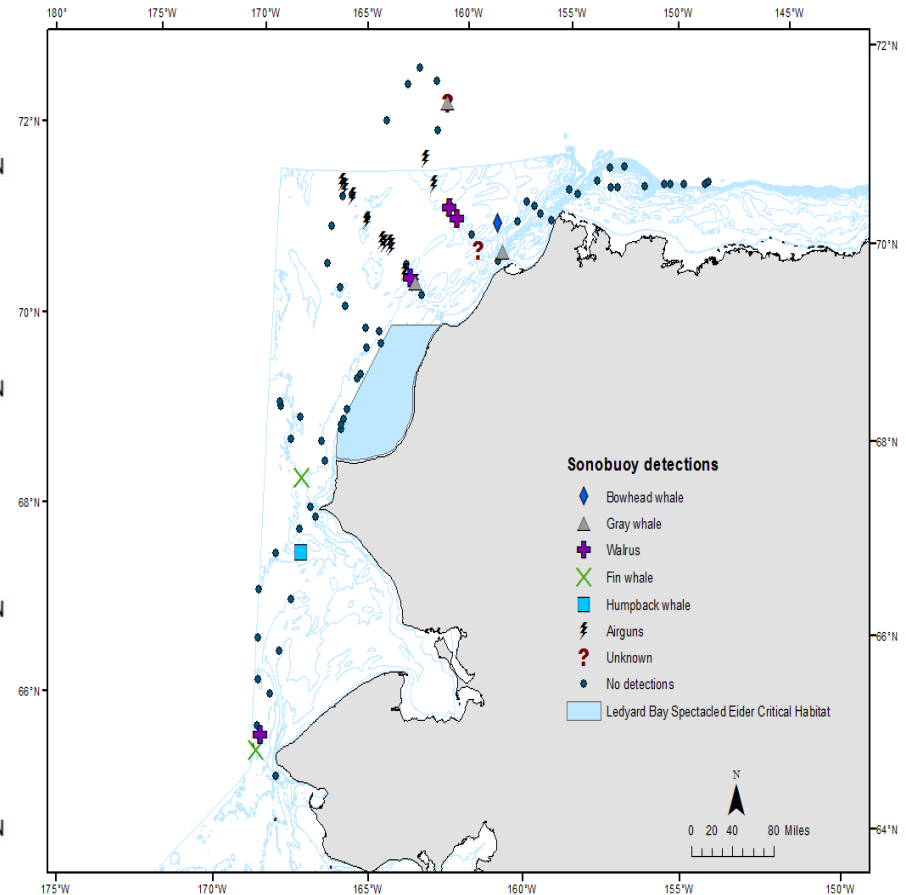 180° 175°W 170°W 165°W 160°W 155°W 150°W 145°W
72°N
72°N
N
70°N
70°N
N
68°N
Sonobuoy detections
Bowhead whale
68°N
Gray whale
Walrus
Fin whale
Humpback whale
N
Airguns
66°N
Unknown
66°N
No detections
Ledyard Bay Spectacled Eider Critical Habitat
N
N
64°N
0 20 40 80 Miles
175°W 170°W 165°W 160°W 155°W 150°W